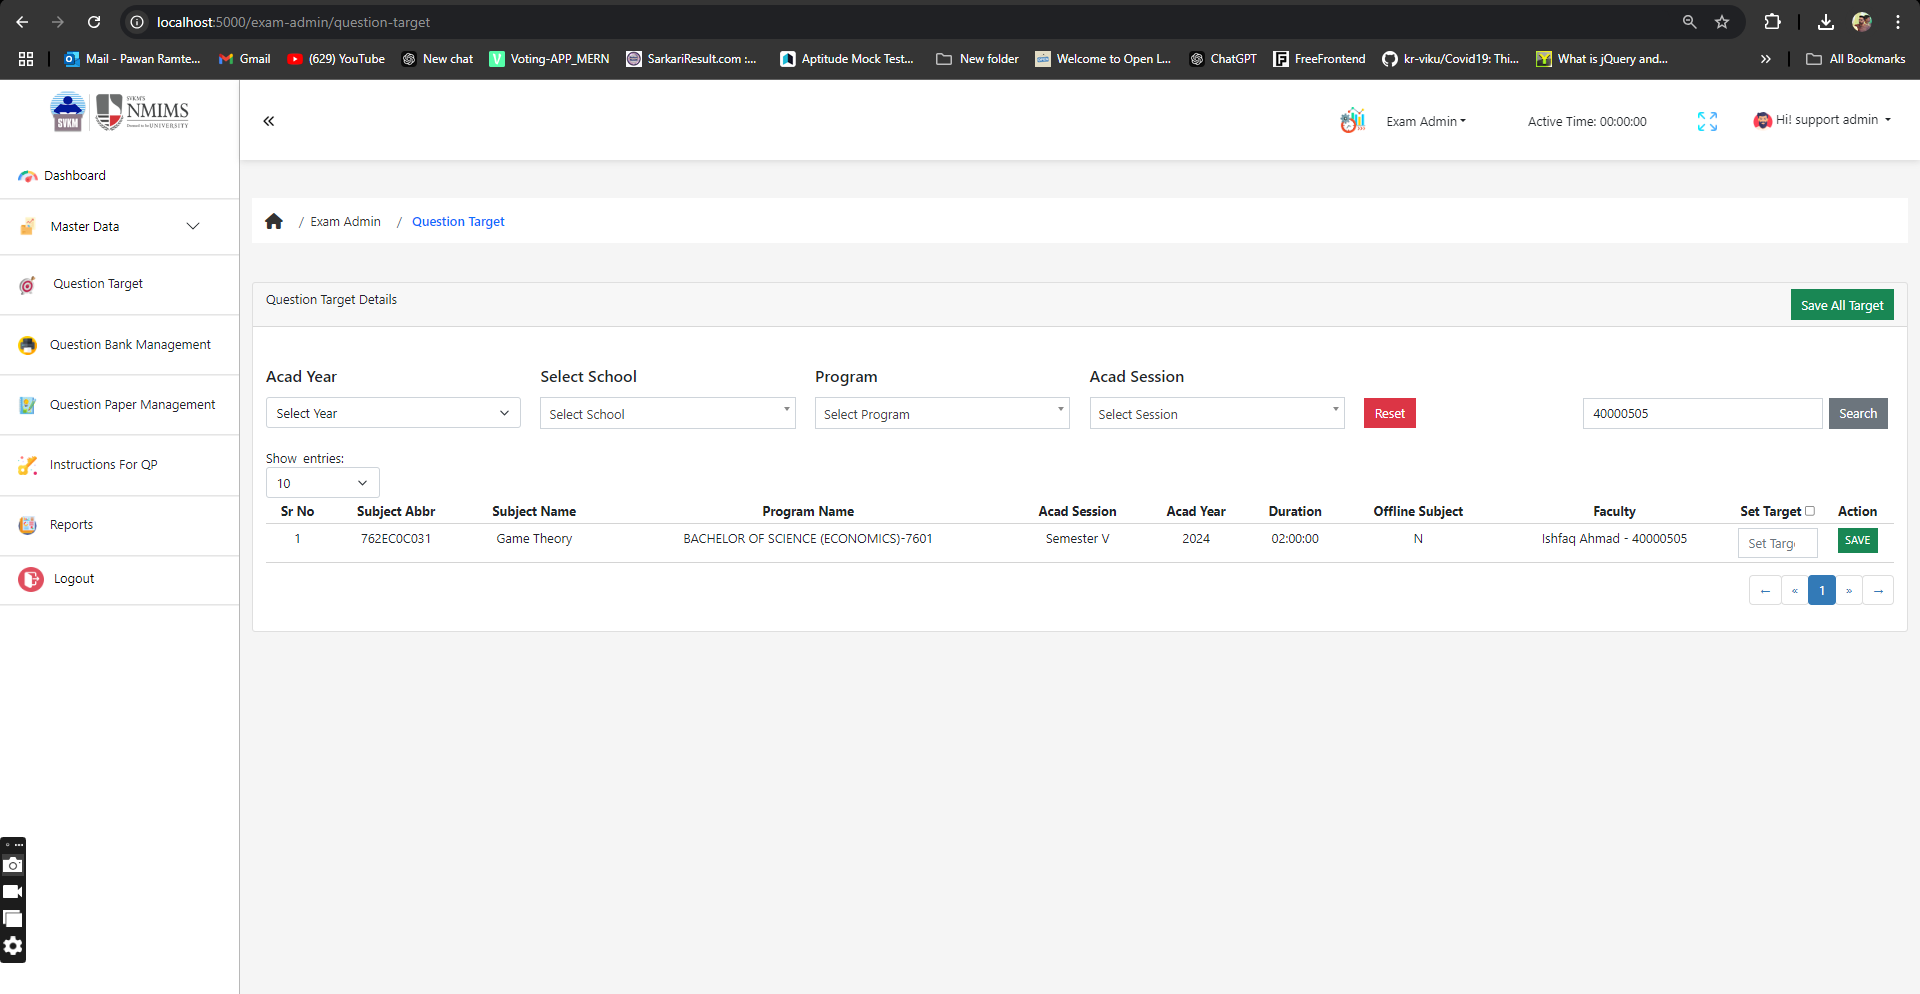 localhost:5000/exam-admin/question-target
Mail - Pawan Ramte...
Gmail
(629) YouTube
New chat
Voting-APP_MERN
SarkariResult.com :...
Aptitude Mock Test...
New folder
Welcome to Open L...
ChatGPT
FreeFrontend
kr-viku/Covid19: Thi...
What is jQuery and...
»
All Bookmarks
SVKM
SVKM'S
NMIMS
Deemed to be UNIVERSITY
«
Exam Admin
Active Time: 00:00:00
Hi! support admin
Dashboard
Master Data
Question Target
Question Bank Management
Question Paper Management
Instructions For QP
Reports
Logout
/ Exam Admin / Question Target
Question Target Details
Save All Target
Acad Year Select School Program Acad Session
Select Year Select School Select Program Select Session Reset 40000505 Search
Show entries:
10
Sr No Subject Abbr Subject Name Program Name Acad Session Acad Year Duration Offline Subject Faculty Set Target Action
1 762EC0C031 Game Theory BACHELOR OF SCIENCE (ECONOMICS)-7601 Semester V 2024 02:00:00 N Ishfaq Ahmad - 40000505 Set Targ SAVE
← « 1 » →